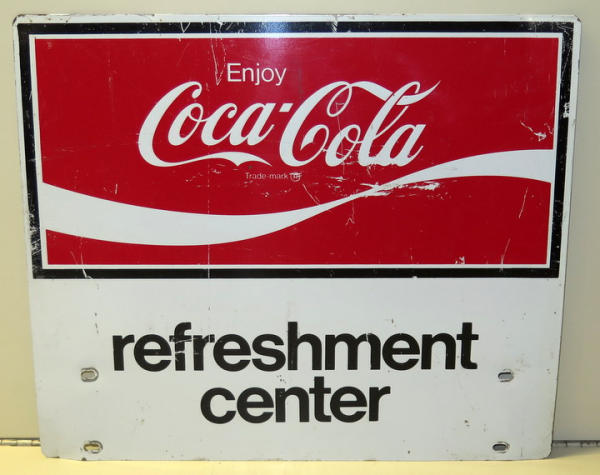 Enjoy
Coca-Cola
Trade-mark ®
refreshment
center